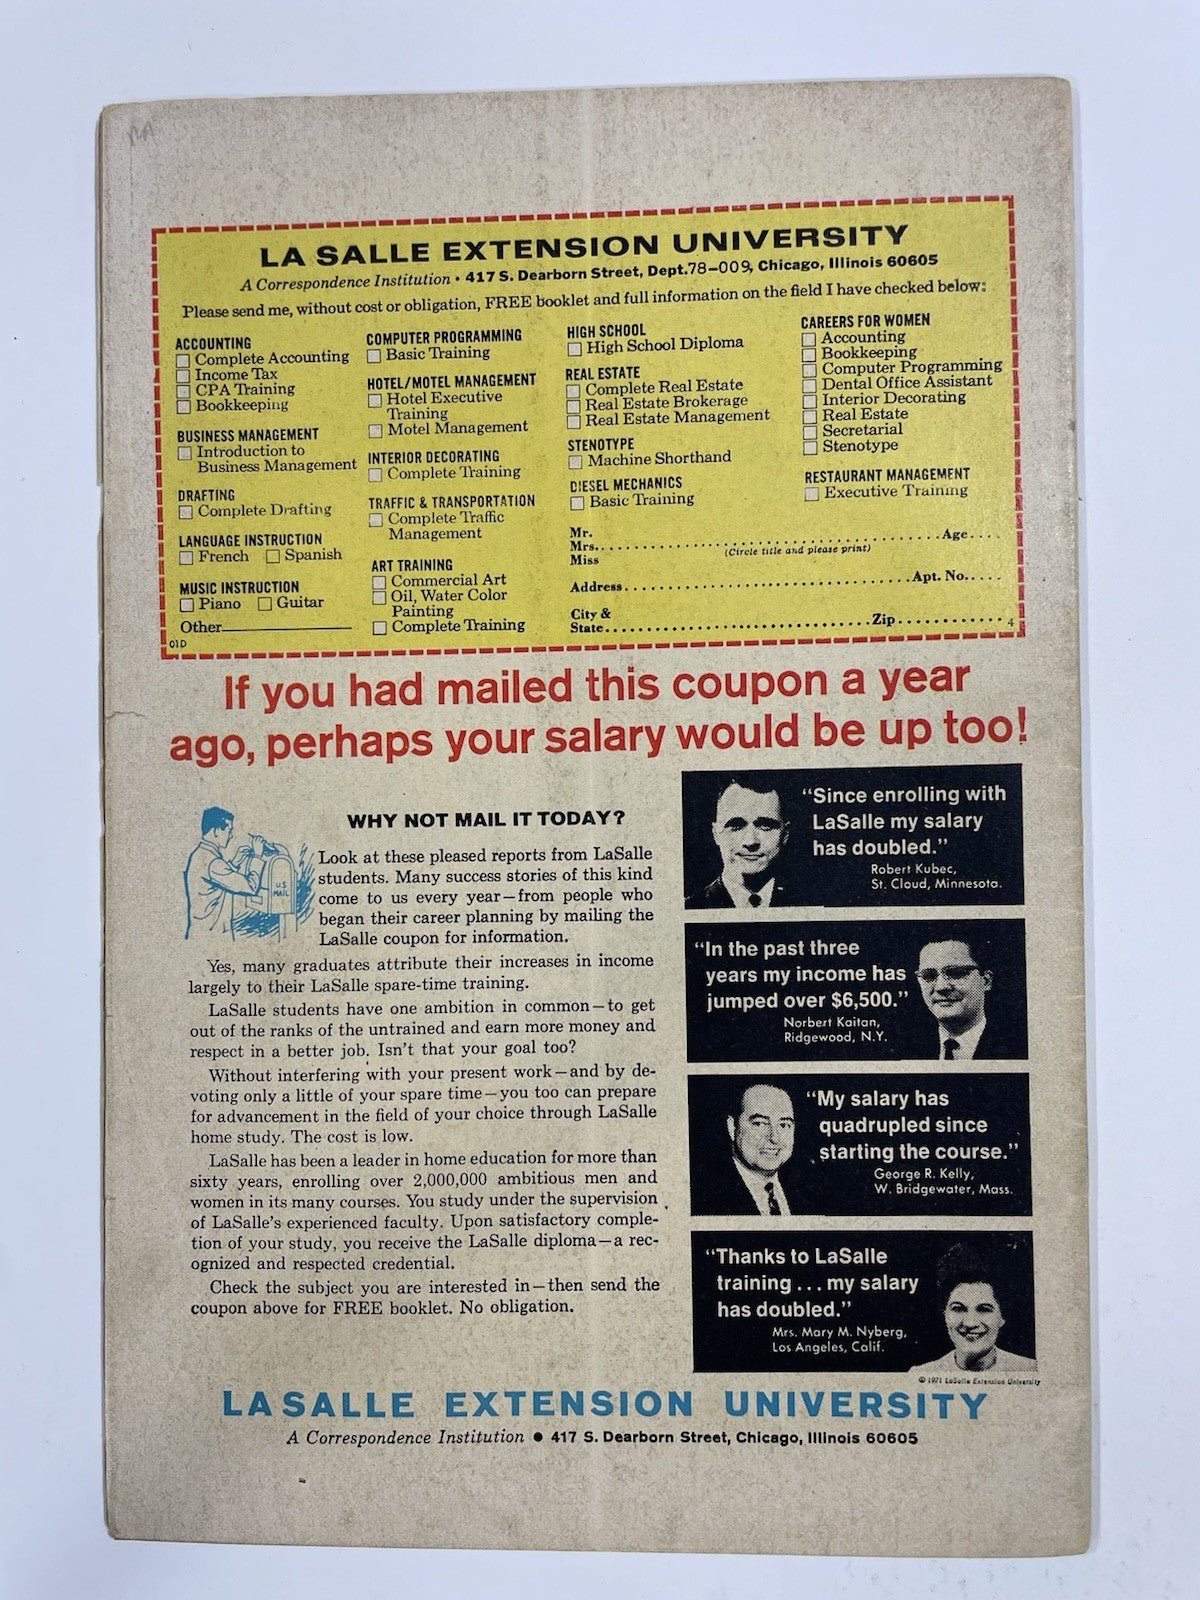 LA SALLE EXTENSION UNIVERSITY
A Correspondence Institution • 417 S. Dearborn Street, Dept.78-009, Chicago, Illinois 60605
Please send me, without cost or obligation, FREE booklet and full information on the field I have checked below:
ACCOUNTING
Complete Accounting
Income Tax
CPA Training
Bookkeeping
BUSINESS MANAGEMENT
Introduction to
Business Management
DRAFTING
Complete Drafting
LANGUAGE INSTRUCTION
French Spanish
MUSIC INSTRUCTION
Piano Guitar
Other
01D
COMPUTER PROGRAMMING
Basic Training
HOTEL/MOTEL MANAGEMENT
Hotel Executive
Training
Motel Management
INTERIOR DECORATING
Complete Training
TRAFFIC & TRANSPORTATION
Complete Traffic
Management
ART TRAINING
Commercial Art
Oil, Water Color
Painting
Complete Training
HIGH SCHOOL
High School Diploma
REAL ESTATE
Complete Real Estate
Real Estate Brokerage
Real Estate Management
STENOTYPE
Machine Shorthand
DIESEL MECHANICS
Basic Training
CAREERS FOR WOMEN
Accounting
Bookkeeping
Computer Programming
Dental Office Assistant
Interior Decorating
Real Estate
Secretarial
Stenotype
RESTAURANT MANAGEMENT
Executive Training
Mr.
Mrs. Age
(Circle title and please print)
Miss
Address Apt. No.
City &
State Zip 4
If you had mailed this coupon a year
ago, perhaps your salary would be up too!
WHY NOT MAIL IT TODAY?
U.S.
MAIL
Look at these pleased reports from LaSalle
students. Many success stories of this kind
come to us every year—from people who
began their career planning by mailing the
LaSalle coupon for information.
Yes, many graduates attribute their increases in income
largely to their LaSalle spare-time training.
LaSalle students have one ambition in common—to get
out of the ranks of the untrained and earn more money and
respect in a better job. Isn't that your goal too?
Without interfering with your present work—and by de-
voting only a little of your spare time—you too can prepare
for advancement in the field of your choice through LaSalle
home study. The cost is low.
LaSalle has been a leader in home education for more than
sixty years, enrolling over 2,000,000 ambitious men and
women in its many courses. You study under the supervision
of LaSalle's experienced faculty. Upon satisfactory comple-
tion of your study, you receive the LaSalle diploma—a rec-
ognized and respected credential.
Check the subject you are interested in—then send the
coupon above for FREE booklet. No obligation.
"Since enrolling with
LaSalle my salary
has doubled."
Robert Kubec,
St. Cloud, Minnesota.
"In the past three
years my income has
jumped over $6,500."
Norbert Kaitan,
Ridgewood, N.Y.
"My salary has
quadrupled since
starting the course."
George R. Kelly,
W. Bridgewater, Mass.
"Thanks to LaSalle
training . . . my salary
has doubled."
Mrs. Mary M. Nyberg,
Los Angeles, Calif.
© 1971 LaSalle Extension University
LA SALLE EXTENSION UNIVERSITY
A Correspondence Institution • 417 S. Dearborn Street, Chicago, Illinois 60605